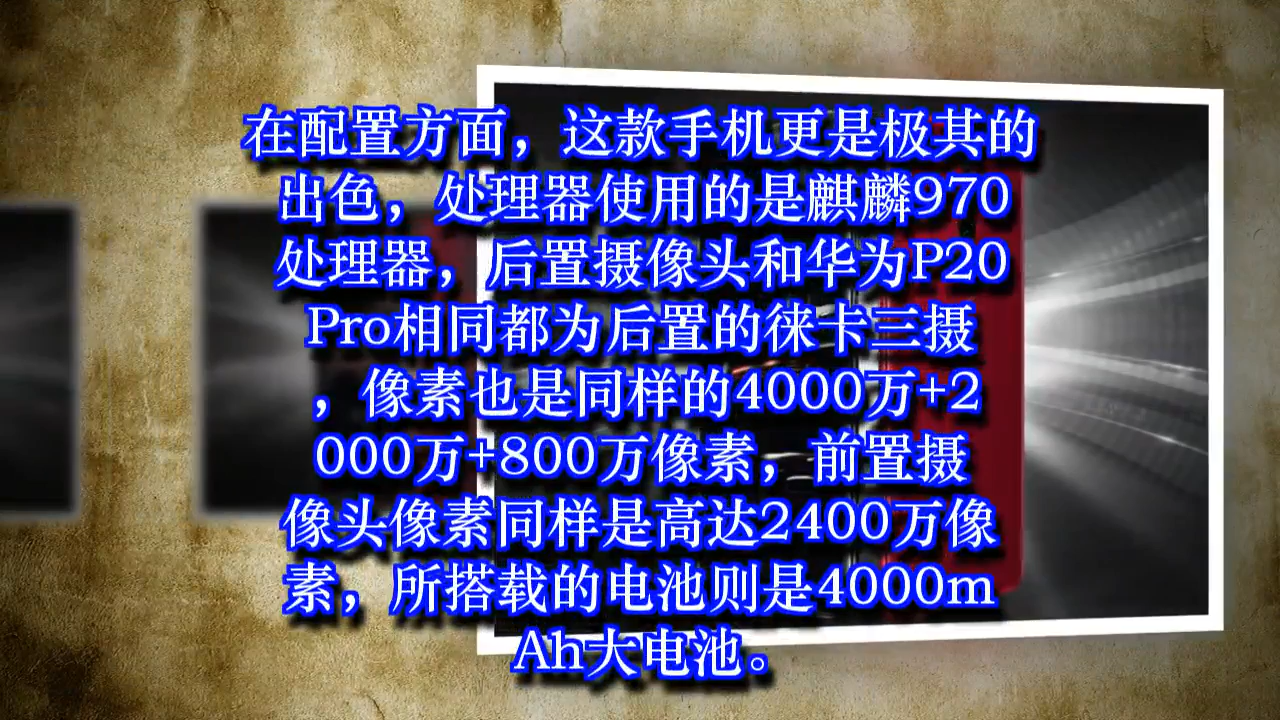 在配置方面，这款手机更是极其的
出色，处理器使用的是麒麟970
处理器，后置摄像头和华为P20
Pro相同都为后置的徕卡三摄
，像素也是同样的4000万+2
000万+800万像素，前置摄
像头像素同样是高达2400万像
素，所搭载的电池则是4000m
Ah大电池。